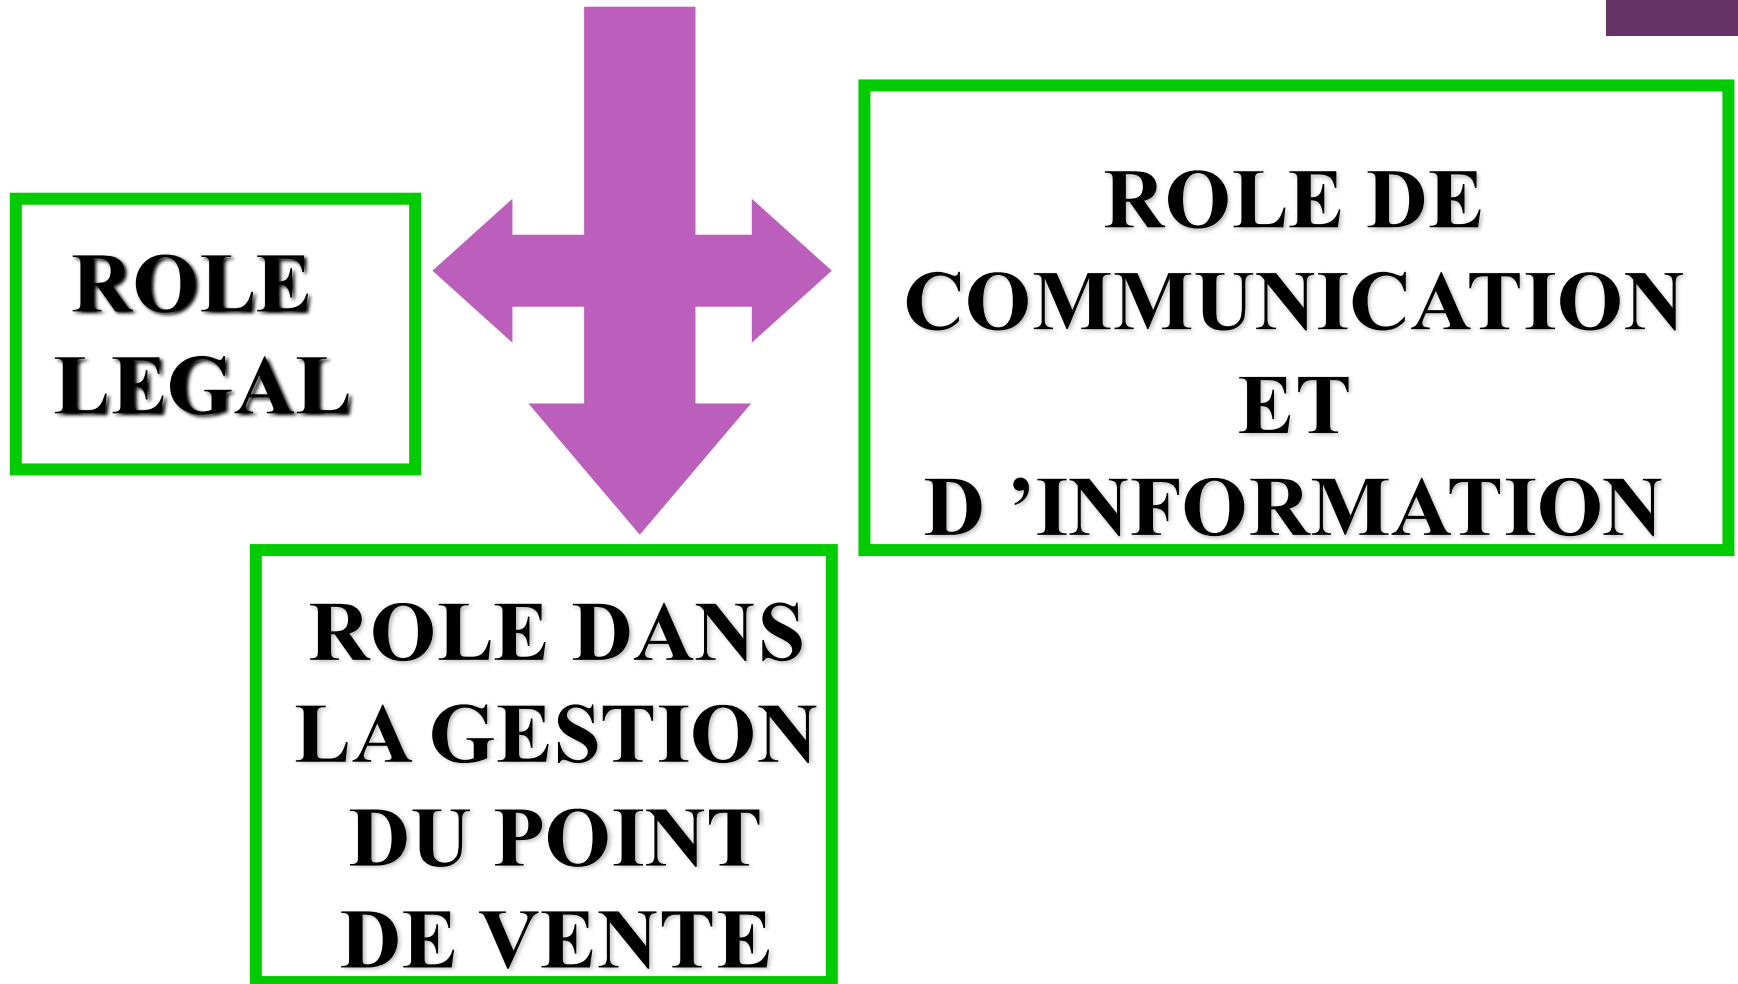 ROLE
LEGAL
ROLE DE
COMMUNICATION
ET
D ’INFORMATION
ROLE DANS
LA GESTION
DU POINT
DE VENTE